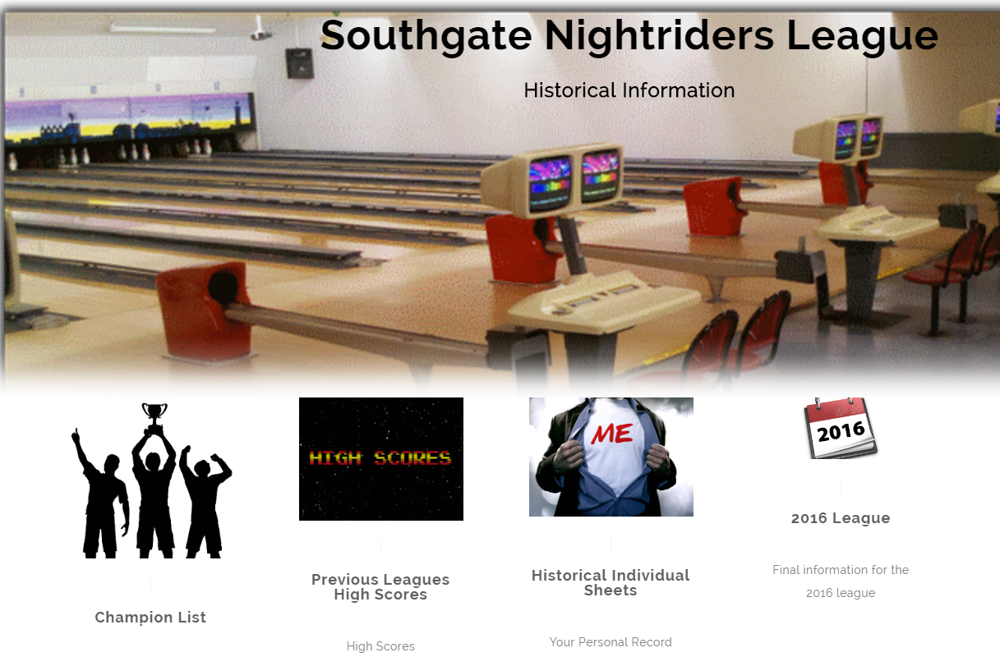 Southgate Nightriders League
Historical Information
HIGH SCORES
ME
2016
Champion List
Previous Leagues
High Scores
High Scores
Historical Individual
Sheets
Your Personal Record
2016 League
Final information for the
2016 league